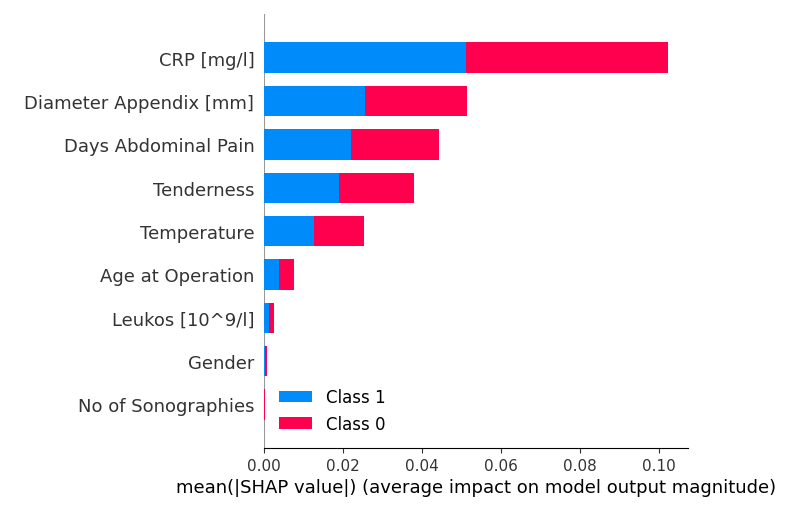 CRP [mg/l]
Diameter Appendix [mm]
Days Abdominal Pain
Tenderness
Temperature
Age at Operation
Leukos [10^9/l]
Gender
No of Sonographies
Class 1
Class 0
0.00 0.02 0.04 0.06 0.08 0.10
mean(|SHAP value|) (average impact on model output magnitude)